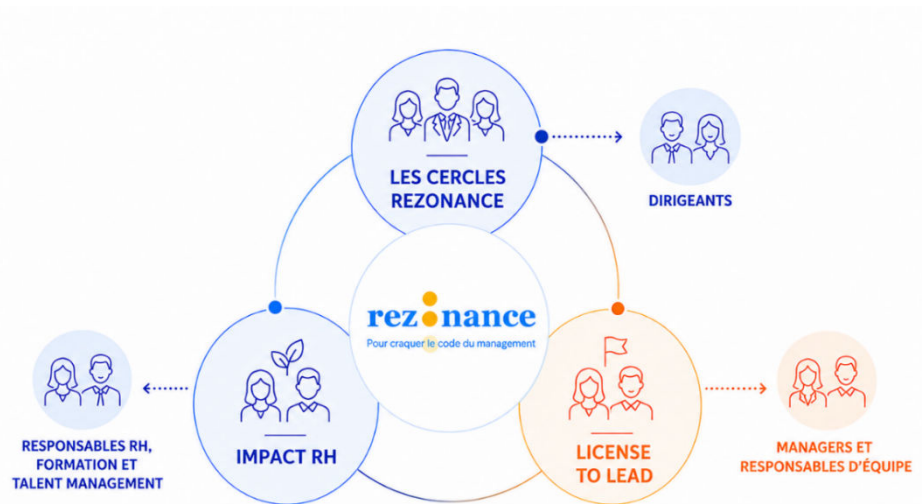 LES CERCLES
REZONANCE
DIRIGEANTS
rezonance
Pour craquer le code du management
RESPONSABLES RH,
FORMATION ET
TALENT MANAGEMENT
IMPACT RH
LICENSE
TO LEAD
MANAGERS ET
RESPONSABLES D'ÉQUIPE